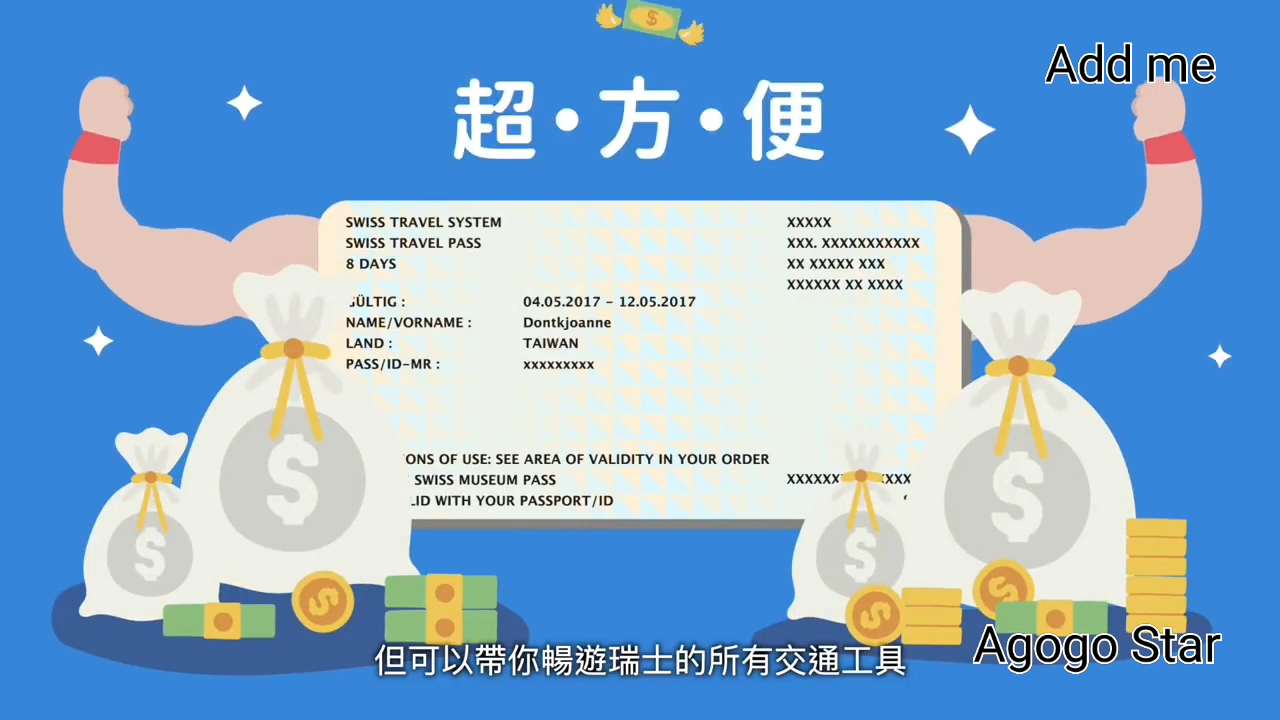 Add me
超・方・便
SWISS TRAVEL SYSTEM
SWISS TRAVEL PASS
8 DAYS
XXXXX
XXX. XXXXXXXXXXX
XX XXXXX XXX
XXXXXX XX XXXX
GÜLTIG : 04.05.2017 - 12.05.2017
NAME/VORNAME : Dontkjoanne
LAND : TAIWAN
PASS/ID-MR : xxxxxxxxx
ONS OF USE: SEE AREA OF VALIDITY IN YOUR ORDER
SWISS MUSEUM PASS
LID WITH YOUR PASSPORT/ID
但可以帶你暢遊瑞士的所有交通工具
Agogo Star